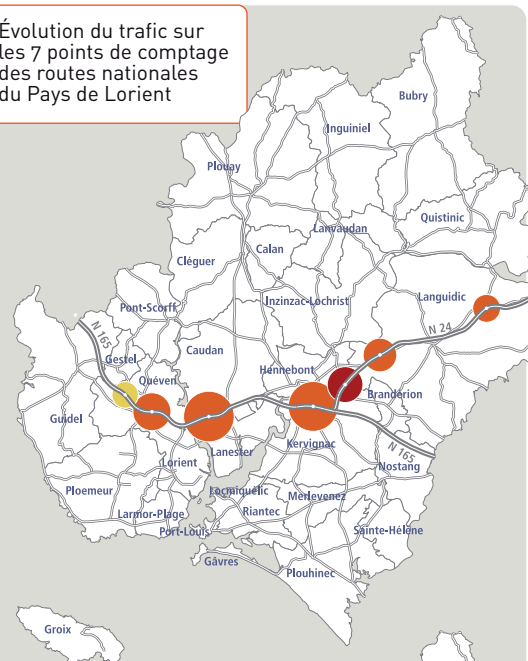 Évolution du trafic sur
les 7 points de comptage
des routes nationales
du Pays de Lorient
Bubry
Inguiniel
Plouay
Quistinic
Lanvaudan
Calan
Cléguer
Languidic
Inzinzac-Lochrist
Pont-Scorff
N 24
N 165
Caudan
Gestel
Hennebont
Quéven
Brandérion
Guidel
Kervignac
Lanester
N 165
Lorient
Nostang
Ploemeur
Locmiquélic
Merlevenez
Riantec
Larmor-Plage
Port-Louis
Sainte-Hélène
Gâvres
Plouhinec
Groix